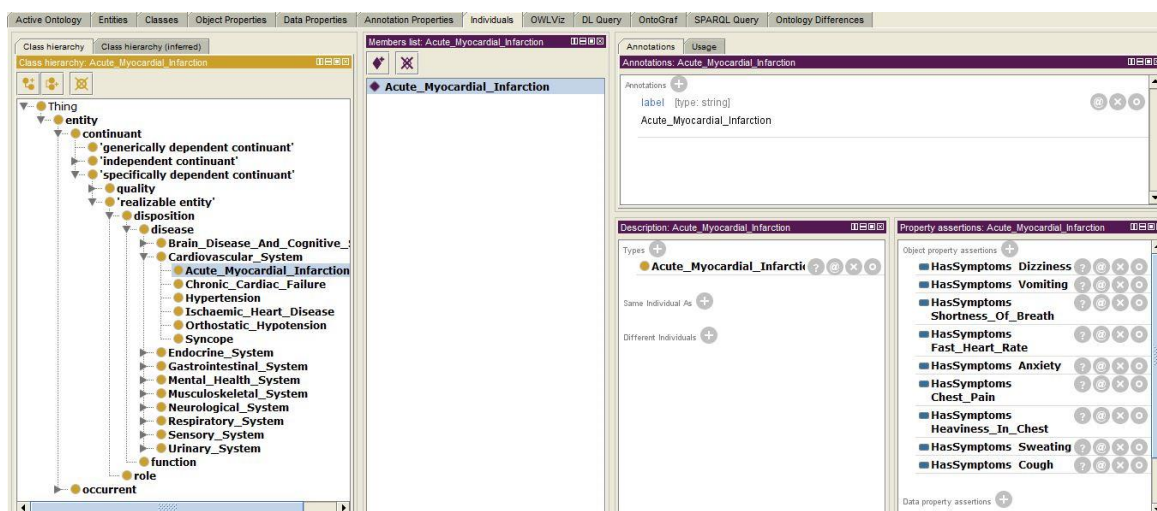 Active Ontology Entities Classes Object Properties Data Properties Annotation Properties Individuals OWLViz DL Query OntoGraf SPARQL Query Ontology Differences
Class hierarchy Class hierarchy (inferred)
Class hierarchy: Acute_Myocardial_Infarction
Thing
entity
continuant
'generically dependent continuant'
'independent continuant'
'specifically dependent continuant'
quality
'realizable entity'
disposition
disease
Brain_Disease_And_Cognitive_
Cardiovascular_System
Acute_Myocardial_Infarction
Chronic_Cardiac_Failure
Hypertension
Ischaemic_Heart_Disease
Orthostatic_Hypotension
Syncope
Endocrine_System
Gastrointestinal_System
Mental_Health_System
Musculoskeletal_System
Neurological_System
Respiratory_System
Sensory_System
Urinary_System
function
role
occurrent
Members list: Acute_Myocardial_Infarction
Acute_Myocardial_Infarction
Annotations Usage
Annotations: Acute_Myocardial_Infarction
Annotations
label [type: string]
Acute_Myocardial_Infarction
Description: Acute_Myocardial_Infarction
Types
Acute_Myocardial_Infarctio
Same Individual As
Different Individuals
Property assertions: Acute_Myocardial_Infarction
Object property assertions
HasSymptoms Dizziness
HasSymptoms Vomiting
HasSymptoms
Shortness_Of_Breath
HasSymptoms
Fast_Heart_Rate
HasSymptoms Anxiety
HasSymptoms
Chest_Pain
HasSymptoms
Heaviness_In_Chest
HasSymptoms Sweating
HasSymptoms Cough
Data property assertions